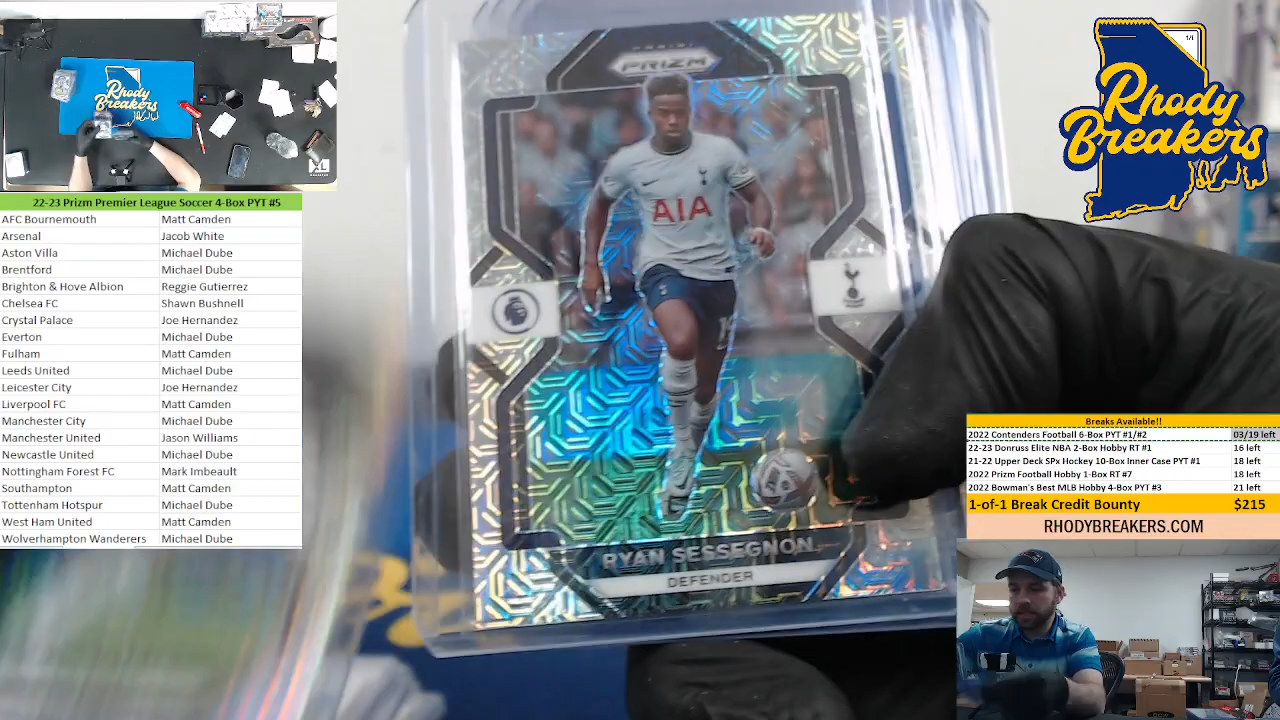 Rhody
Breakers
22-23 Prizm Premier League Soccer 4-Box PYT #5
AFC Bournemouth Matt Camden
Arsenal Jacob White
Aston Villa Michael Dube
Brentford Michael Dube
Brighton & Hove Albion Reggie Gutierrez
Chelsea FC Shawn Bushnell
Crystal Palace Joe Hernandez
Everton Michael Dube
Fulham Matt Camden
Leeds United Michael Dube
Leicester City Joe Hernandez
Liverpool FC Matt Camden
Manchester City Michael Dube
Manchester United Jason Williams
Newcastle United Michael Dube
Nottingham Forest FC Mark Imbeault
Southampton Matt Camden
Tottenham Hotspur Michael Dube
West Ham United Matt Camden
Wolverhampton Wanderers Michael Dube
PANINI
PRIZM
AIA
RYAN SESSEGNON
DEFENDER
1/1
Rhody
Breakers
Breaks Available!!
2022 Contenders Football 6-Box PYT #1/#2 03/19 left
22-23 Donruss Elite NBA 2-Box Hobby RT #1 16 left
21-22 Upper Deck SPx Hockey 10-Box Inner Case PYT #1 18 left
2022 Prizm Football Hobby 1-Box RT #7 18 left
2022 Bowman's Best MLB Hobby 4-Box PYT #3 21 left
1-of-1 Break Credit Bounty $215
RHODYBREAKERS.COM